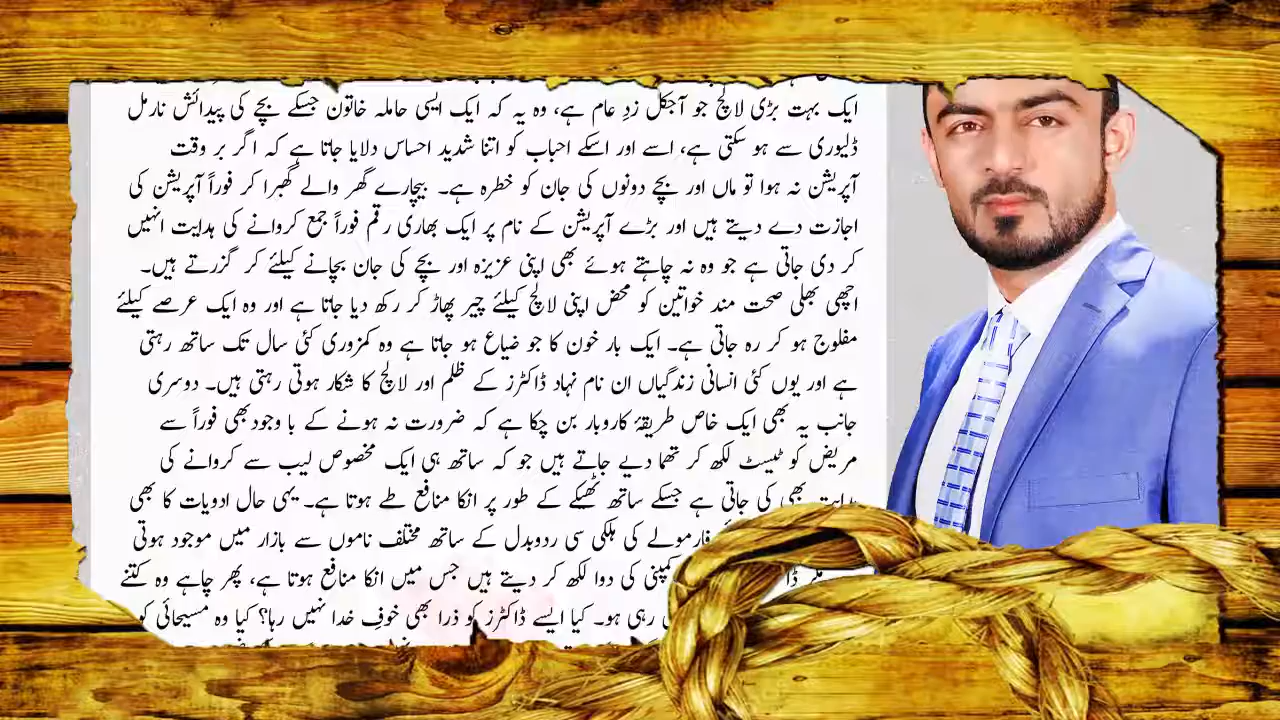 ایک بہت بڑی لالچ جو آجکل زدِ عام ہے، وہ یہ کہ ایک ایسی حاملہ خاتون جسکے بچے کی پیدائش نارمل
ڈلیوری سے ہو سکتی ہے، اسے اور اسکے احباب کو اتنا شدید احساس دلایا جاتا ہے کہ اگر بر وقت
آپریشن نہ ہوا تو ماں اور بچے دونوں کی جان کو خطرہ ہے۔ بیچارے گھر والے گھبرا کر فوراً آپریشن کی
اجازت دے دیتے ہیں اور بڑے آپریشن کے نام پر ایک بھاری رقم فوراً جمع کروانے کی ہدایت انہیں
کر دی جاتی ہے جو وہ نہ چاہتے ہوئے بھی اپنی عزیزہ اور بچے کی جان بچانے کیلئے کر گزرتے ہیں۔
اچھی بھلی صحت مند خواتین کو محض اپنی لالچ کیلئے چیر پھاڑ کر رکھ دیا جاتا ہے اور وہ ایک عرصے کیلئے
مفلوج ہو کر رہ جاتی ہے۔ ایک بار خون کا جو ضیاع ہو جاتا ہے وہ کمزوری کئی سال تک ساتھ رہتی
ہے اور یوں کئی انسانی زندگیاں ان نام نہاد ڈاکٹرز کے ظلم اور لالچ کا شکار ہوتی رہتی ہیں۔ دوسری
جانب یہ بھی ایک خاص طریقۂ کاروبار بن چکا ہے کہ ضرورت نہ ہونے کے با وجودبھی فوراً سے
مریض کو ٹیسٹ لکھ کر تھما دیے جاتے ہیں جو کہ ساتھ ہی ایک مخصوص لیب سے کروانے کی
ہدایت بھی کی جاتی ہے جسکے ساتھ ٹھیکے کے طور پر انکا منافع طے ہوتا ہے۔ یہی حال ادویات کا بھی
فارمولے کی ہلکی سی ردوبدل کے ساتھ مختلف ناموں سے بازار میں موجود ہوتی
کمپنی کی دوا لکھ کر دیتے ہیں جس میں انکا منافع ہوتا ہے، پھر چاہے وہ کتنے
رہی ہو۔ کیا ایسے ڈاکٹرز کو ذرا بھی خوفِ خدا نہیں رہا؟ کیا وہ مسیحائی کو